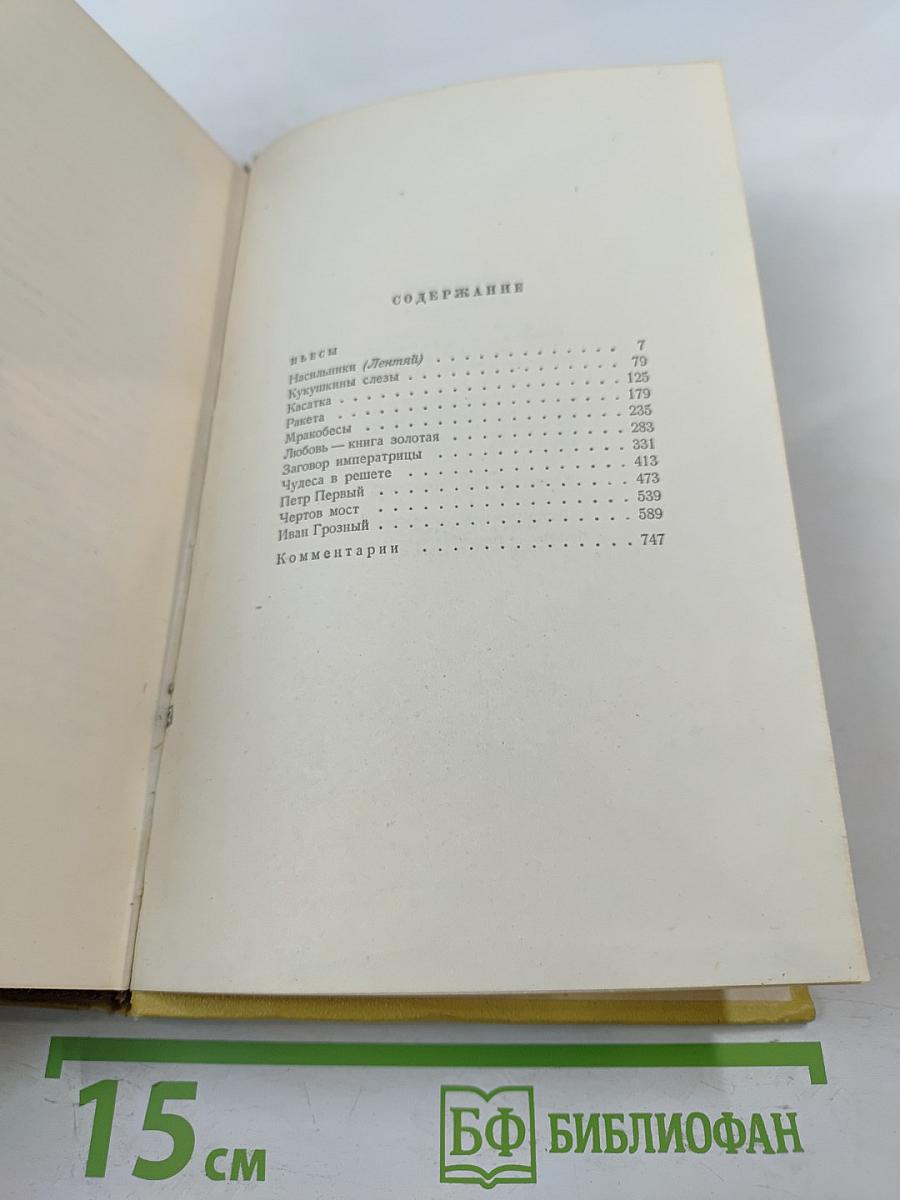 СОДЕРЖАНИЕ
ПЬЕСЫ
Насильники (Лентяй) . . . . . . . . . . . . . 7
Кукушкины слезы . . . . . . . . . . . . . 79
Касатка . . . . . . . . . . . . . . . . . . 125
Ракета . . . . . . . . . . . . . . . . . . 179
Мракобесы . . . . . . . . . . . . . . . . . 235
Любовь — книга золотая . . . . . . . . . . . . 283
Заговор императрицы . . . . . . . . . . . . . 331
Чудеса в решете . . . . . . . . . . . . . . 413
Петр Первый . . . . . . . . . . . . . . . . 473
Чертов мост . . . . . . . . . . . . . . . . 539
Иван Грозный . . . . . . . . . . . . . . . . 589
Комментарии . . . . . . . . . . . . . . 747
15 см
БФ БИБЛИОФАН